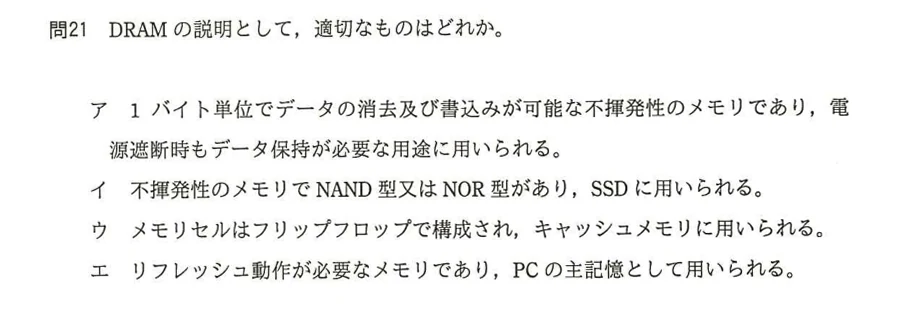 問21 DRAM の説明として，適切なものはどれか。
ア 1 バイト単位でデータの消去及び書込みが可能な不揮発性のメモリであり，電
源遮断時もデータ保持が必要な用途に用いられる。
イ 不揮発性のメモリで NAND 型又は NOR 型があり，SSD に用いられる。
ウ メモリセルはフリップフロップで構成され，キャッシュメモリに用いられる。
エ リフレッシュ動作が必要なメモリであり，PC の主記憶として用いられる。